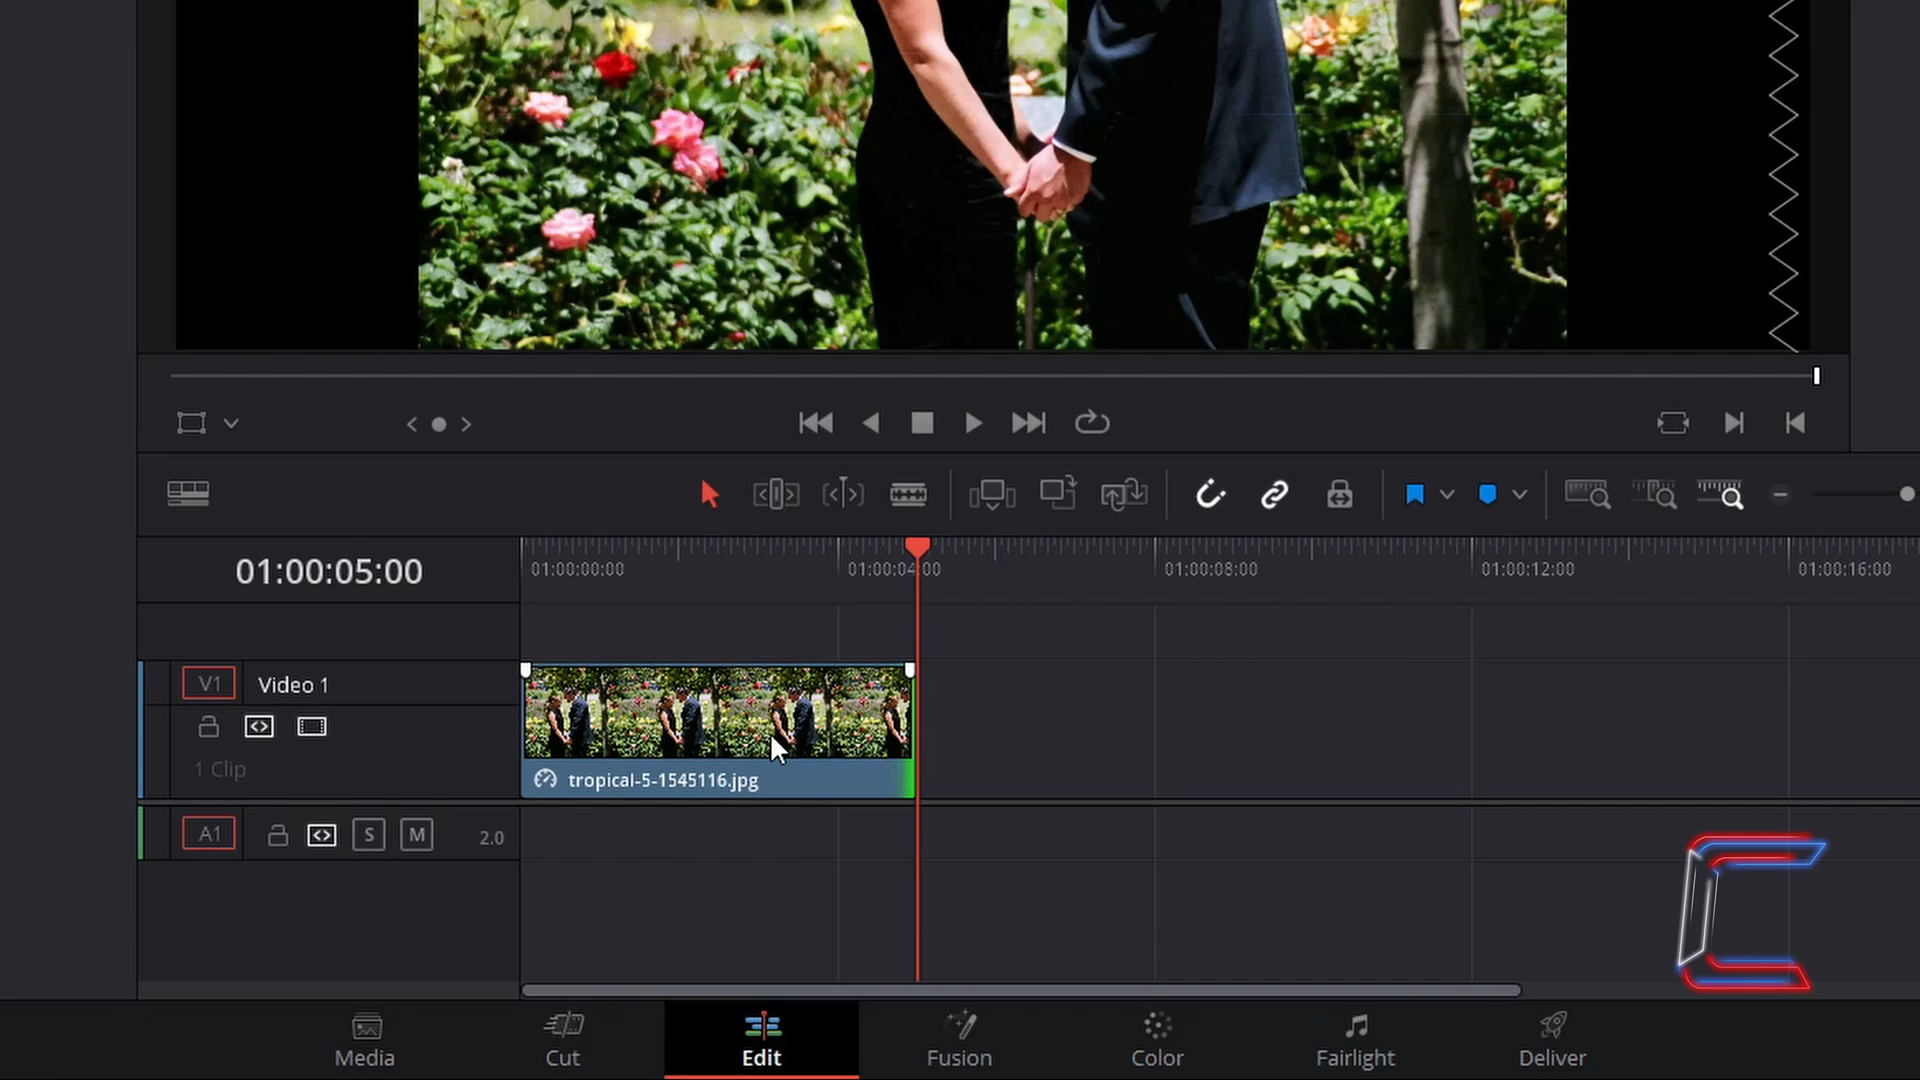 01:00:05:00
01:00:00:00
01:00:04:00
01:00:08:00
01:00:12:00
01:00:16:00
V1
Video 1
1 Clip
tropical-5-1545116.jpg
A1
S
M
2.0
Media
Cut
Edit
Fusion
Color
Fairlight
Deliver